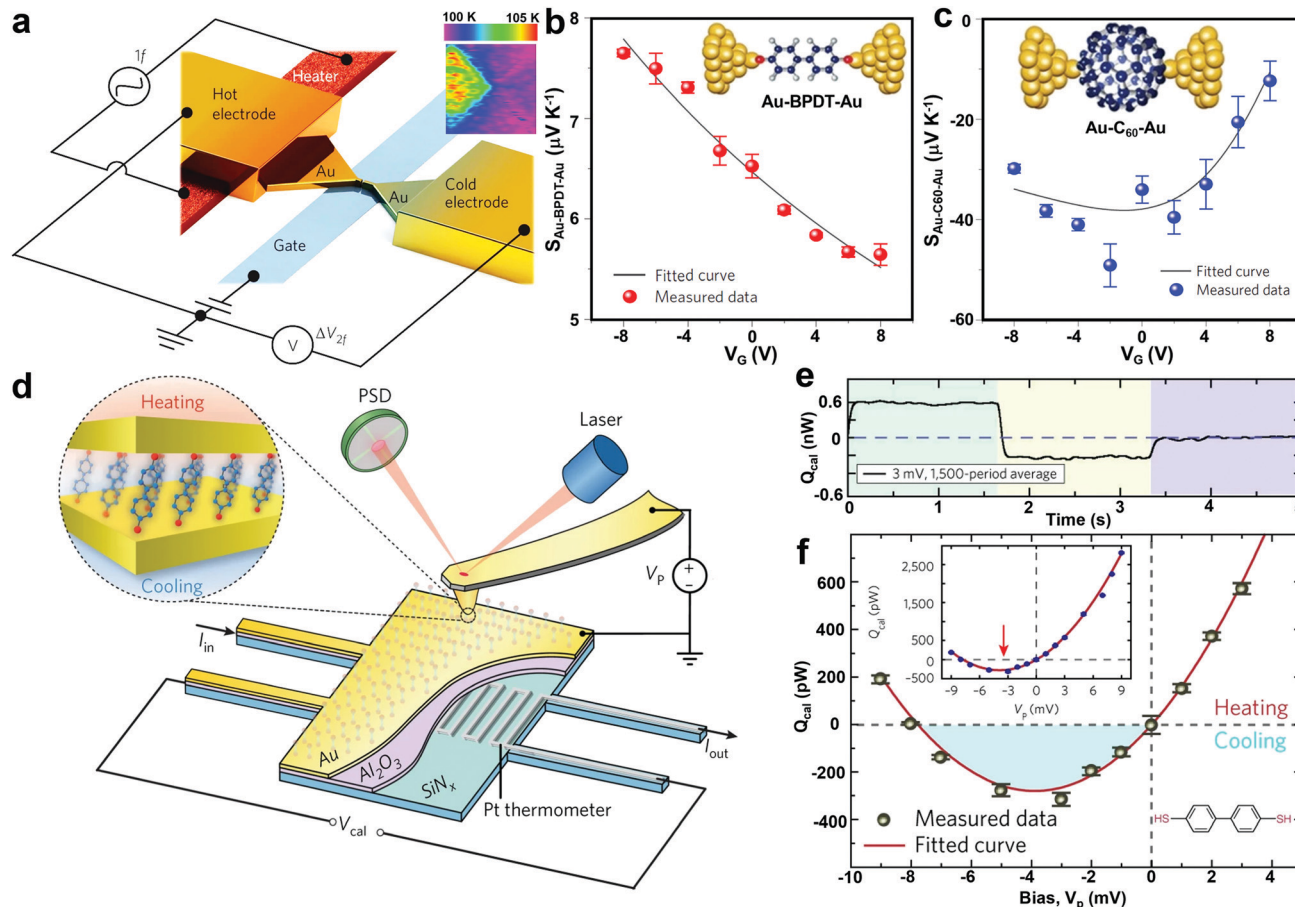 a
1f
Heater
Hot
electrode
Au
Au
Cold
electrode
Gate
V
ΔV2f
100 K
105 K
b
8
7
6
5
SAu-BPDT-Au (μV K-1)
Au-BPDT-Au
Fitted curve
Measured data
-8
-4
0
4
8
VG (V)
c
0
-20
-40
-60
SAu-C60-Au (μV K-1)
Au-C60-Au
Fitted curve
Measured data
-8
-4
0
4
8
VG (V)
d
Heating
Cooling
PSD
Laser
VP
+
−
Iin
Au
Al2O3
SiNx
Pt thermometer
Iout
Vcal
e
0.6
0
-0.6
Qcal (nW)
3 mV, 1,500-period average
0
1
2
3
4
5
Time (s)
f
600
400
200
0
-200
-400
Qcal (pW)
2,500
1,500
500
0
-500
Qcal (pW)
-9
-6
-3
0
3
6
9
Vp (mV)
Heating
Cooling
Measured data
Fitted curve
HS
SH
-10
-8
-6
-4
-2
0
2
4
Bias, Vp (mV)